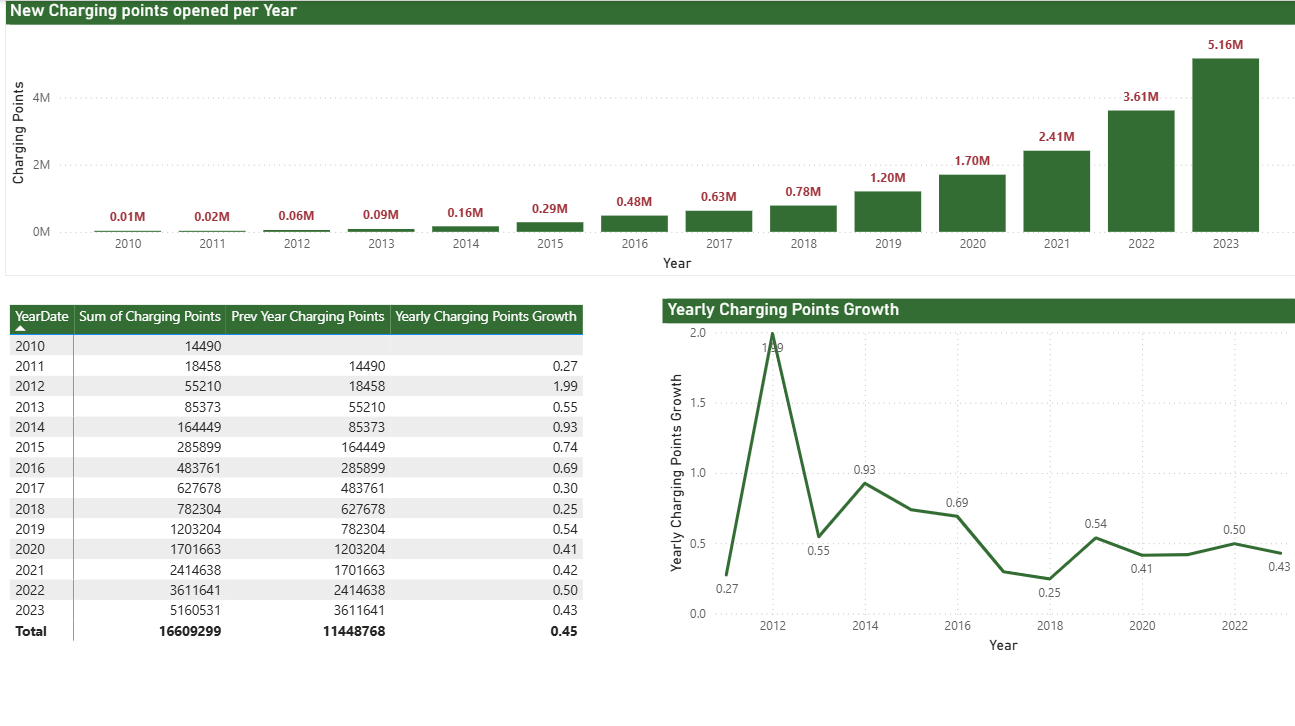 New Charging points opened per Year
Charging Points
4M
2M
0M
0.01M 0.02M 0.06M 0.09M 0.16M 0.29M 0.48M 0.63M 0.78M 1.20M 1.70M 2.41M 3.61M 5.16M
2010 2011 2012 2013 2014 2015 2016 2017 2018 2019 2020 2021 2022 2023
Year
YearDate Sum of Charging Points Prev Year Charging Points Yearly Charging Points Growth
2010 14490
2011 18458 14490 0.27
2012 55210 18458 1.99
2013 85373 55210 0.55
2014 164449 85373 0.93
2015 285899 164449 0.74
2016 483761 285899 0.69
2017 627678 483761 0.30
2018 782304 627678 0.25
2019 1203204 782304 0.54
2020 1701663 1203204 0.41
2021 2414638 1701663 0.42
2022 3611641 2414638 0.50
2023 5160531 3611641 0.43
Total 16609299 11448768 0.45
Yearly Charging Points Growth
Yearly Charging Points Growth
2.0
1.5
1.0
0.5
0.0
0.27 1.99 0.55 0.93 0.69 0.25 0.54 0.41 0.50 0.43
2012 2014 2016 2018 2020 2022
Year